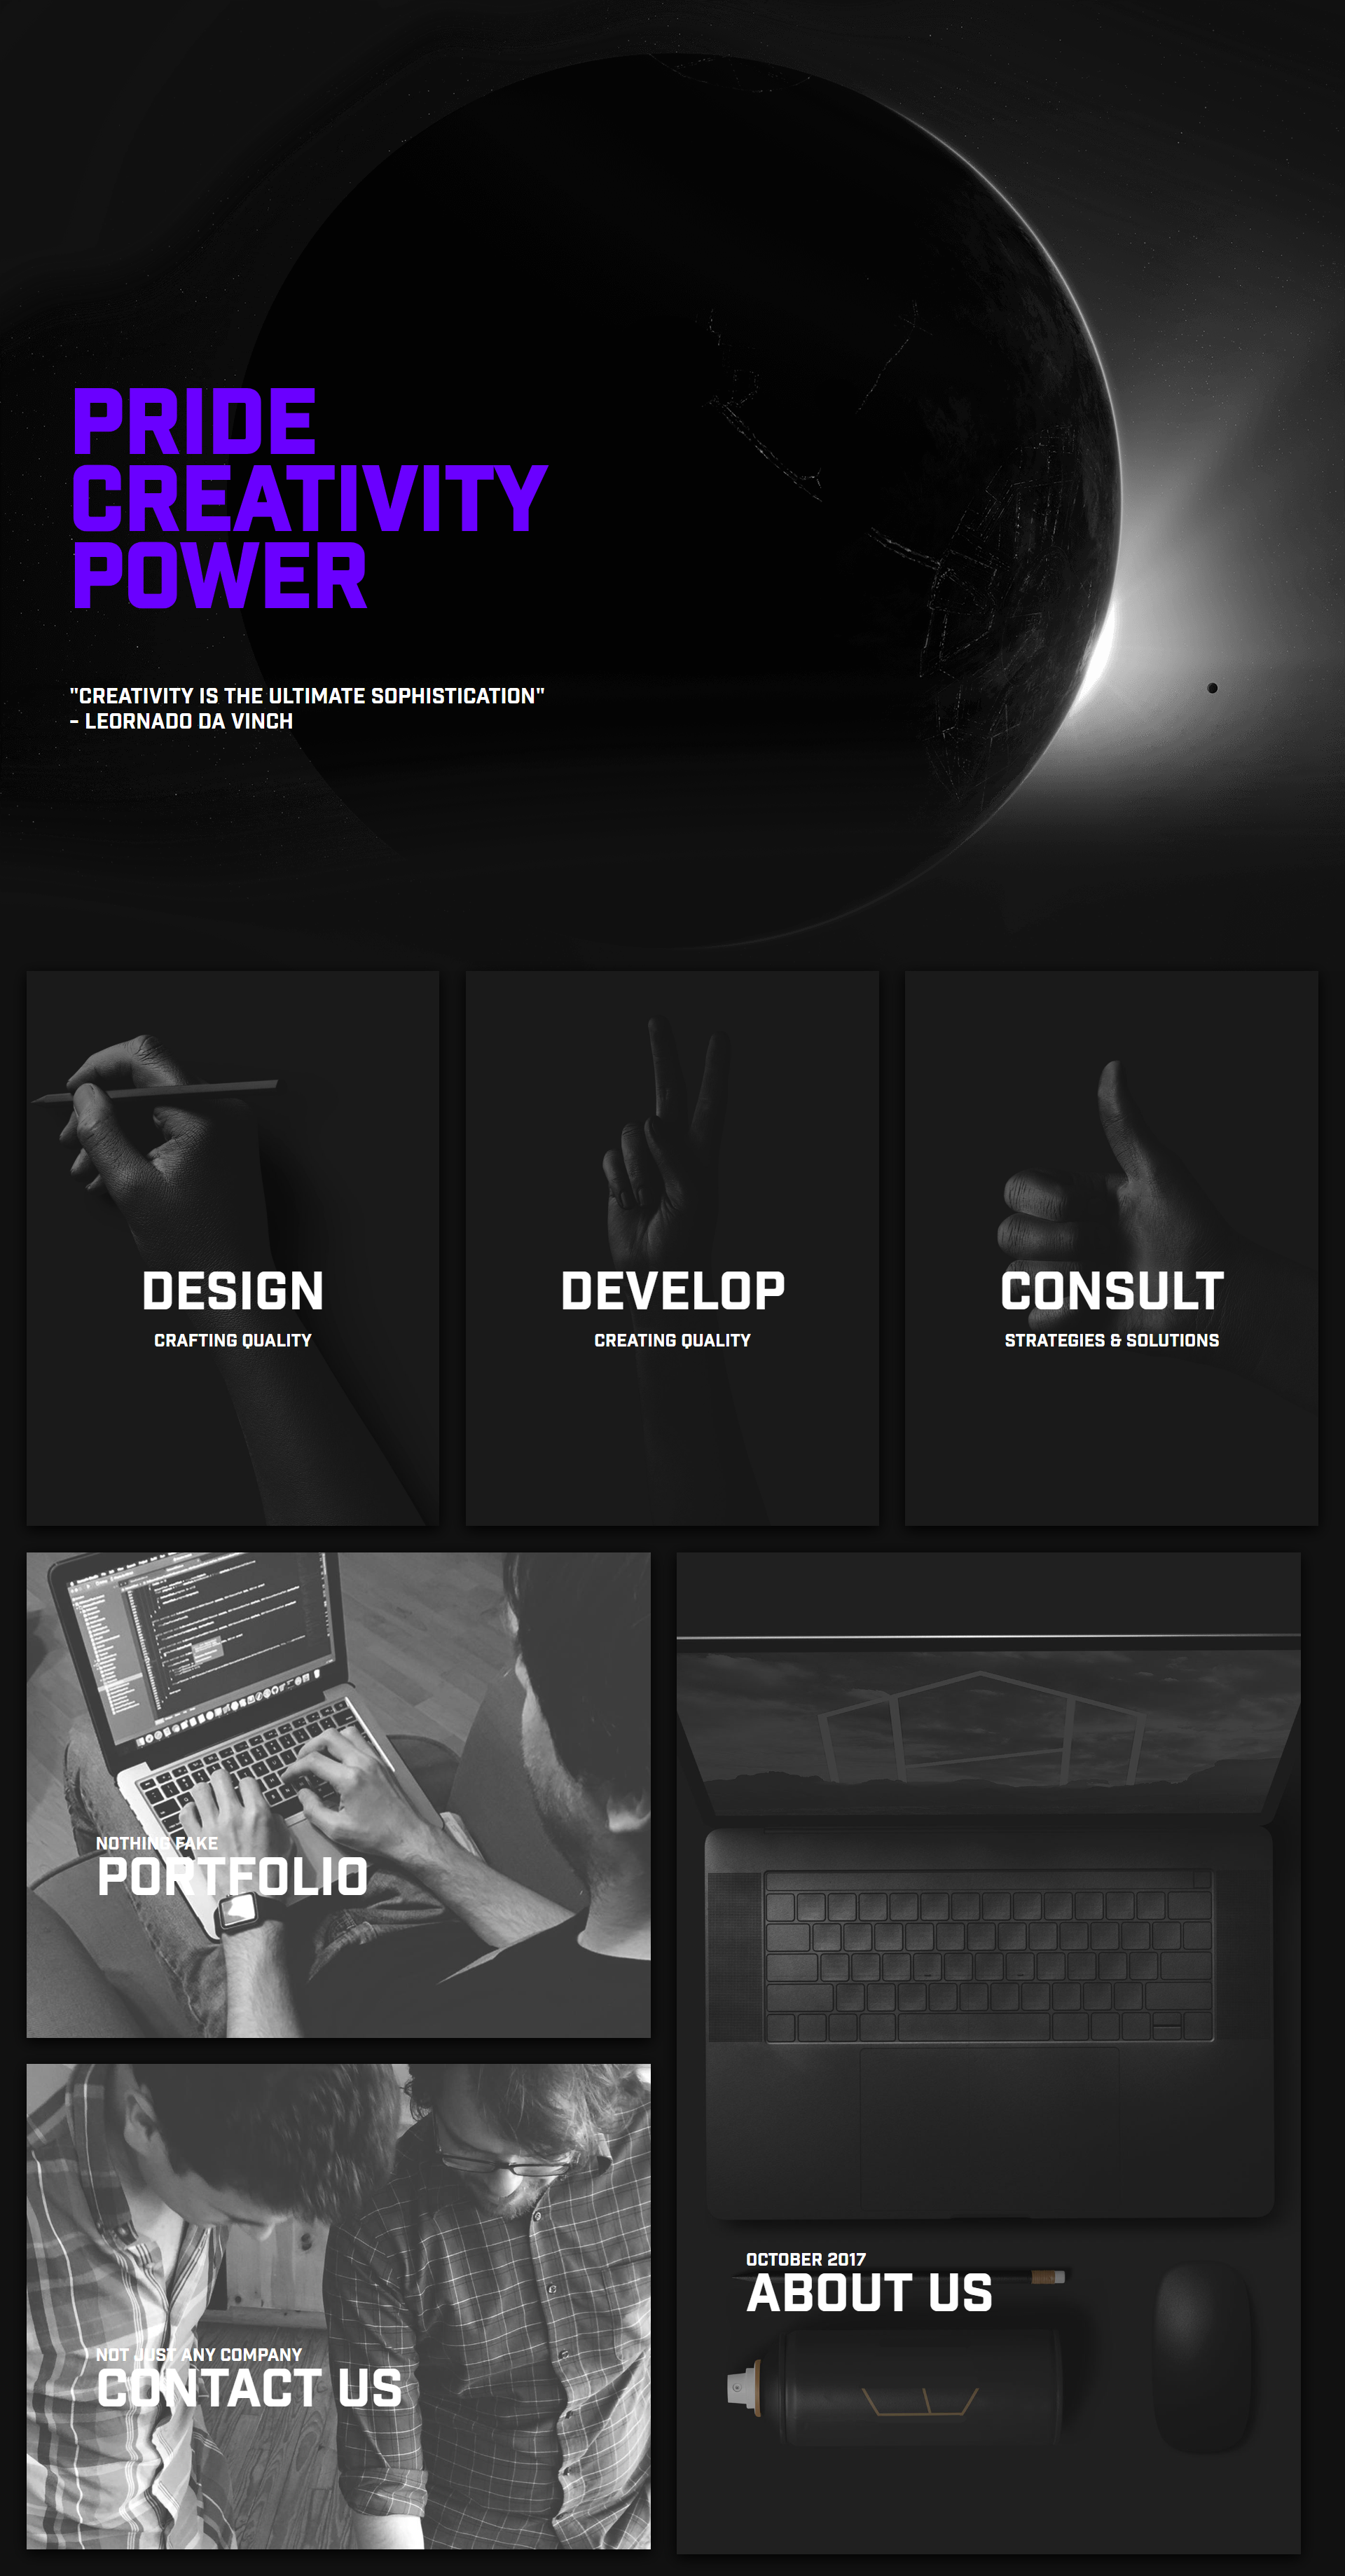 PRIDE
CREATIVITY
POWER
"CREATIVITY IS THE ULTIMATE SOPHISTICATION"
- LEORNADO DA VINCH
DESIGN
CRAFTING QUALITY
DEVELOP
CREATING QUALITY
CONSULT
STRATEGIES & SOLUTIONS
NOTHING FAKE
PORTFOLIO
NOT JUST ANY COMPANY
CONTACT US
OCTOBER 2017
ABOUT US